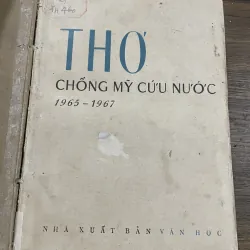 THƠ
CHỐNG MỸ CỨU NƯỚC
1965 - 1967
NHÀ XUẤT BẢN VĂN HỌC